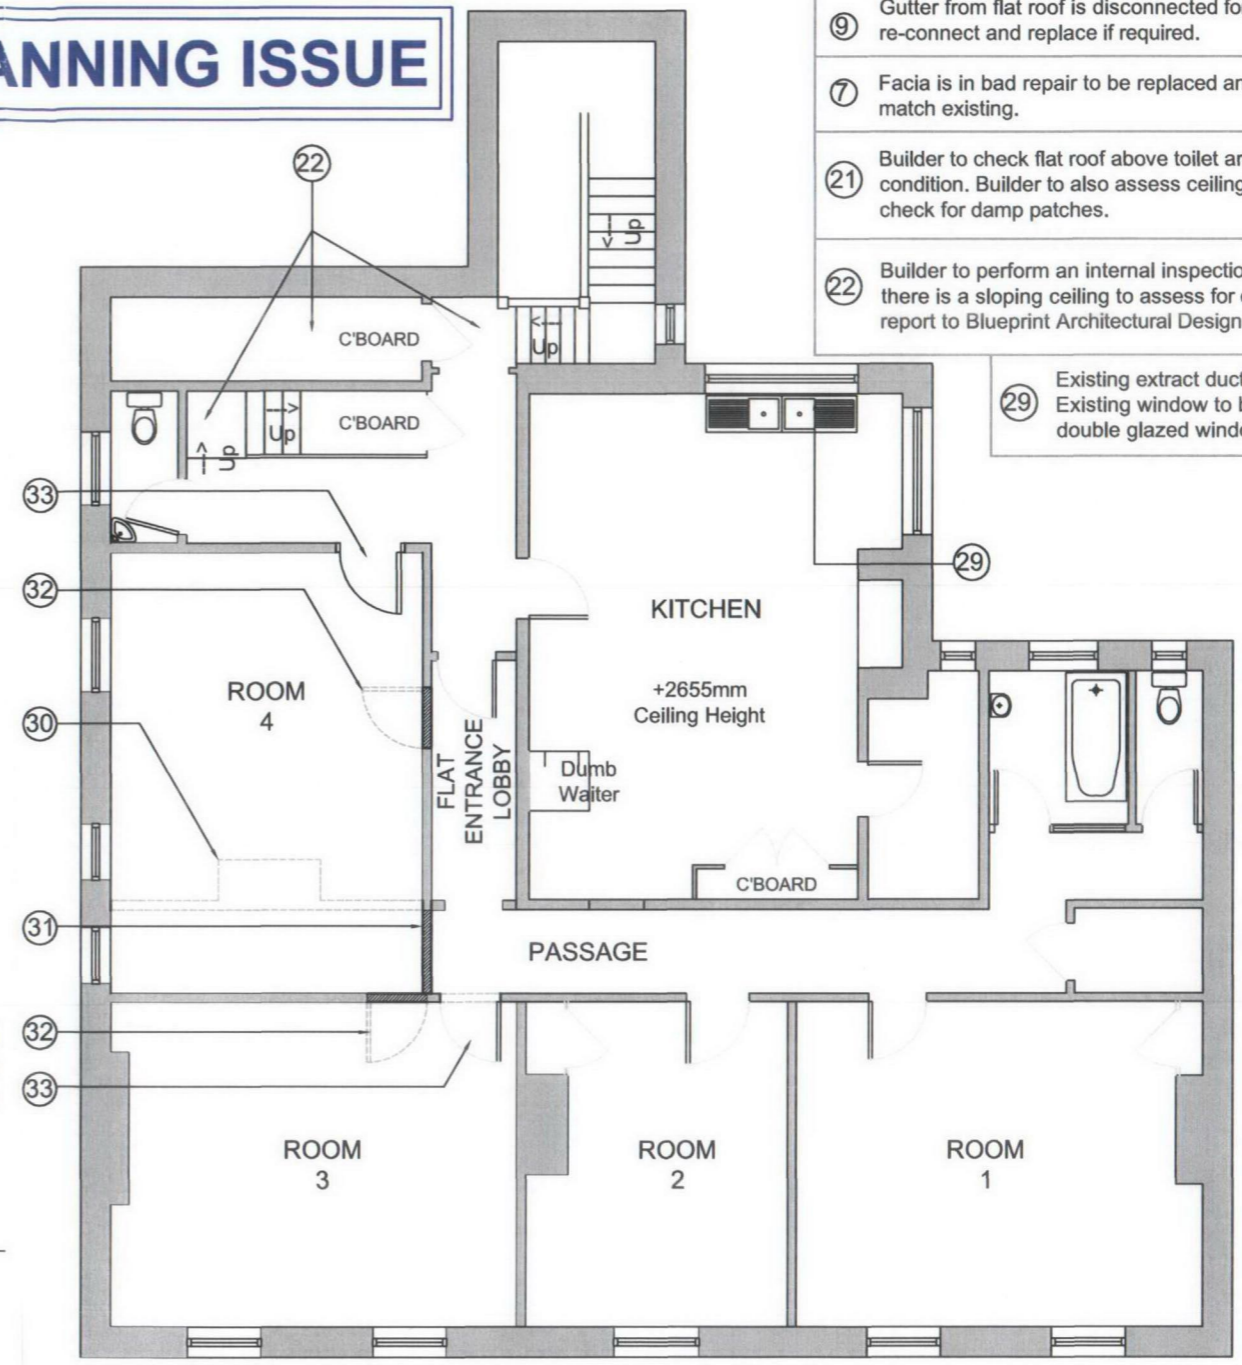 ANNING ISSUE
9
Gutter from flat roof is disconnected
re-connect and replace if required.
7
Facia is in bad repair to be replaced
match existing.
21
Builder to check flat roof above toilet
condition. Builder to also assess ceiling
check for damp patches.
22
Builder to perform an internal
there is a sloping ceiling to assess for
report to Blueprint Architectural Design
29
Existing extract duct
Existing window to
double glazed
22
C'BOARD
Up
Up
C'BOARD
Up
Up
33
32
30
31
32
33
29
KITCHEN
+2655mm
Ceiling Height
Dumb
Waiter
C'BOARD
ROOM
4
FLAT
ENTRANCE
LOBBY
PASSAGE
ROOM
3
ROOM
2
ROOM
1